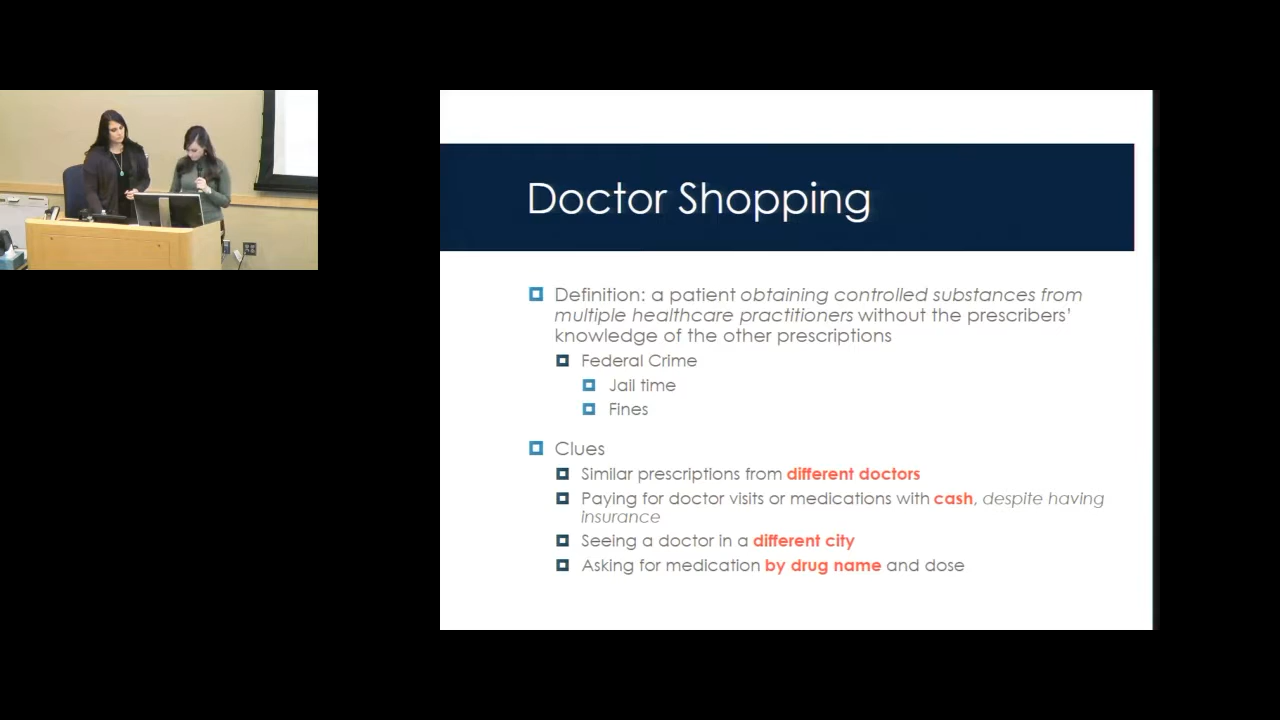 Doctor Shopping
Definition: a patient obtaining controlled substances from
multiple healthcare practitioners without the prescribers'
knowledge of the other prescriptions
Federal Crime
Jail time
Fines
Clues
Similar prescriptions from different doctors
Paying for doctor visits or medications with cash, despite having
insurance
Seeing a doctor in a different city
Asking for medication by drug name and dose